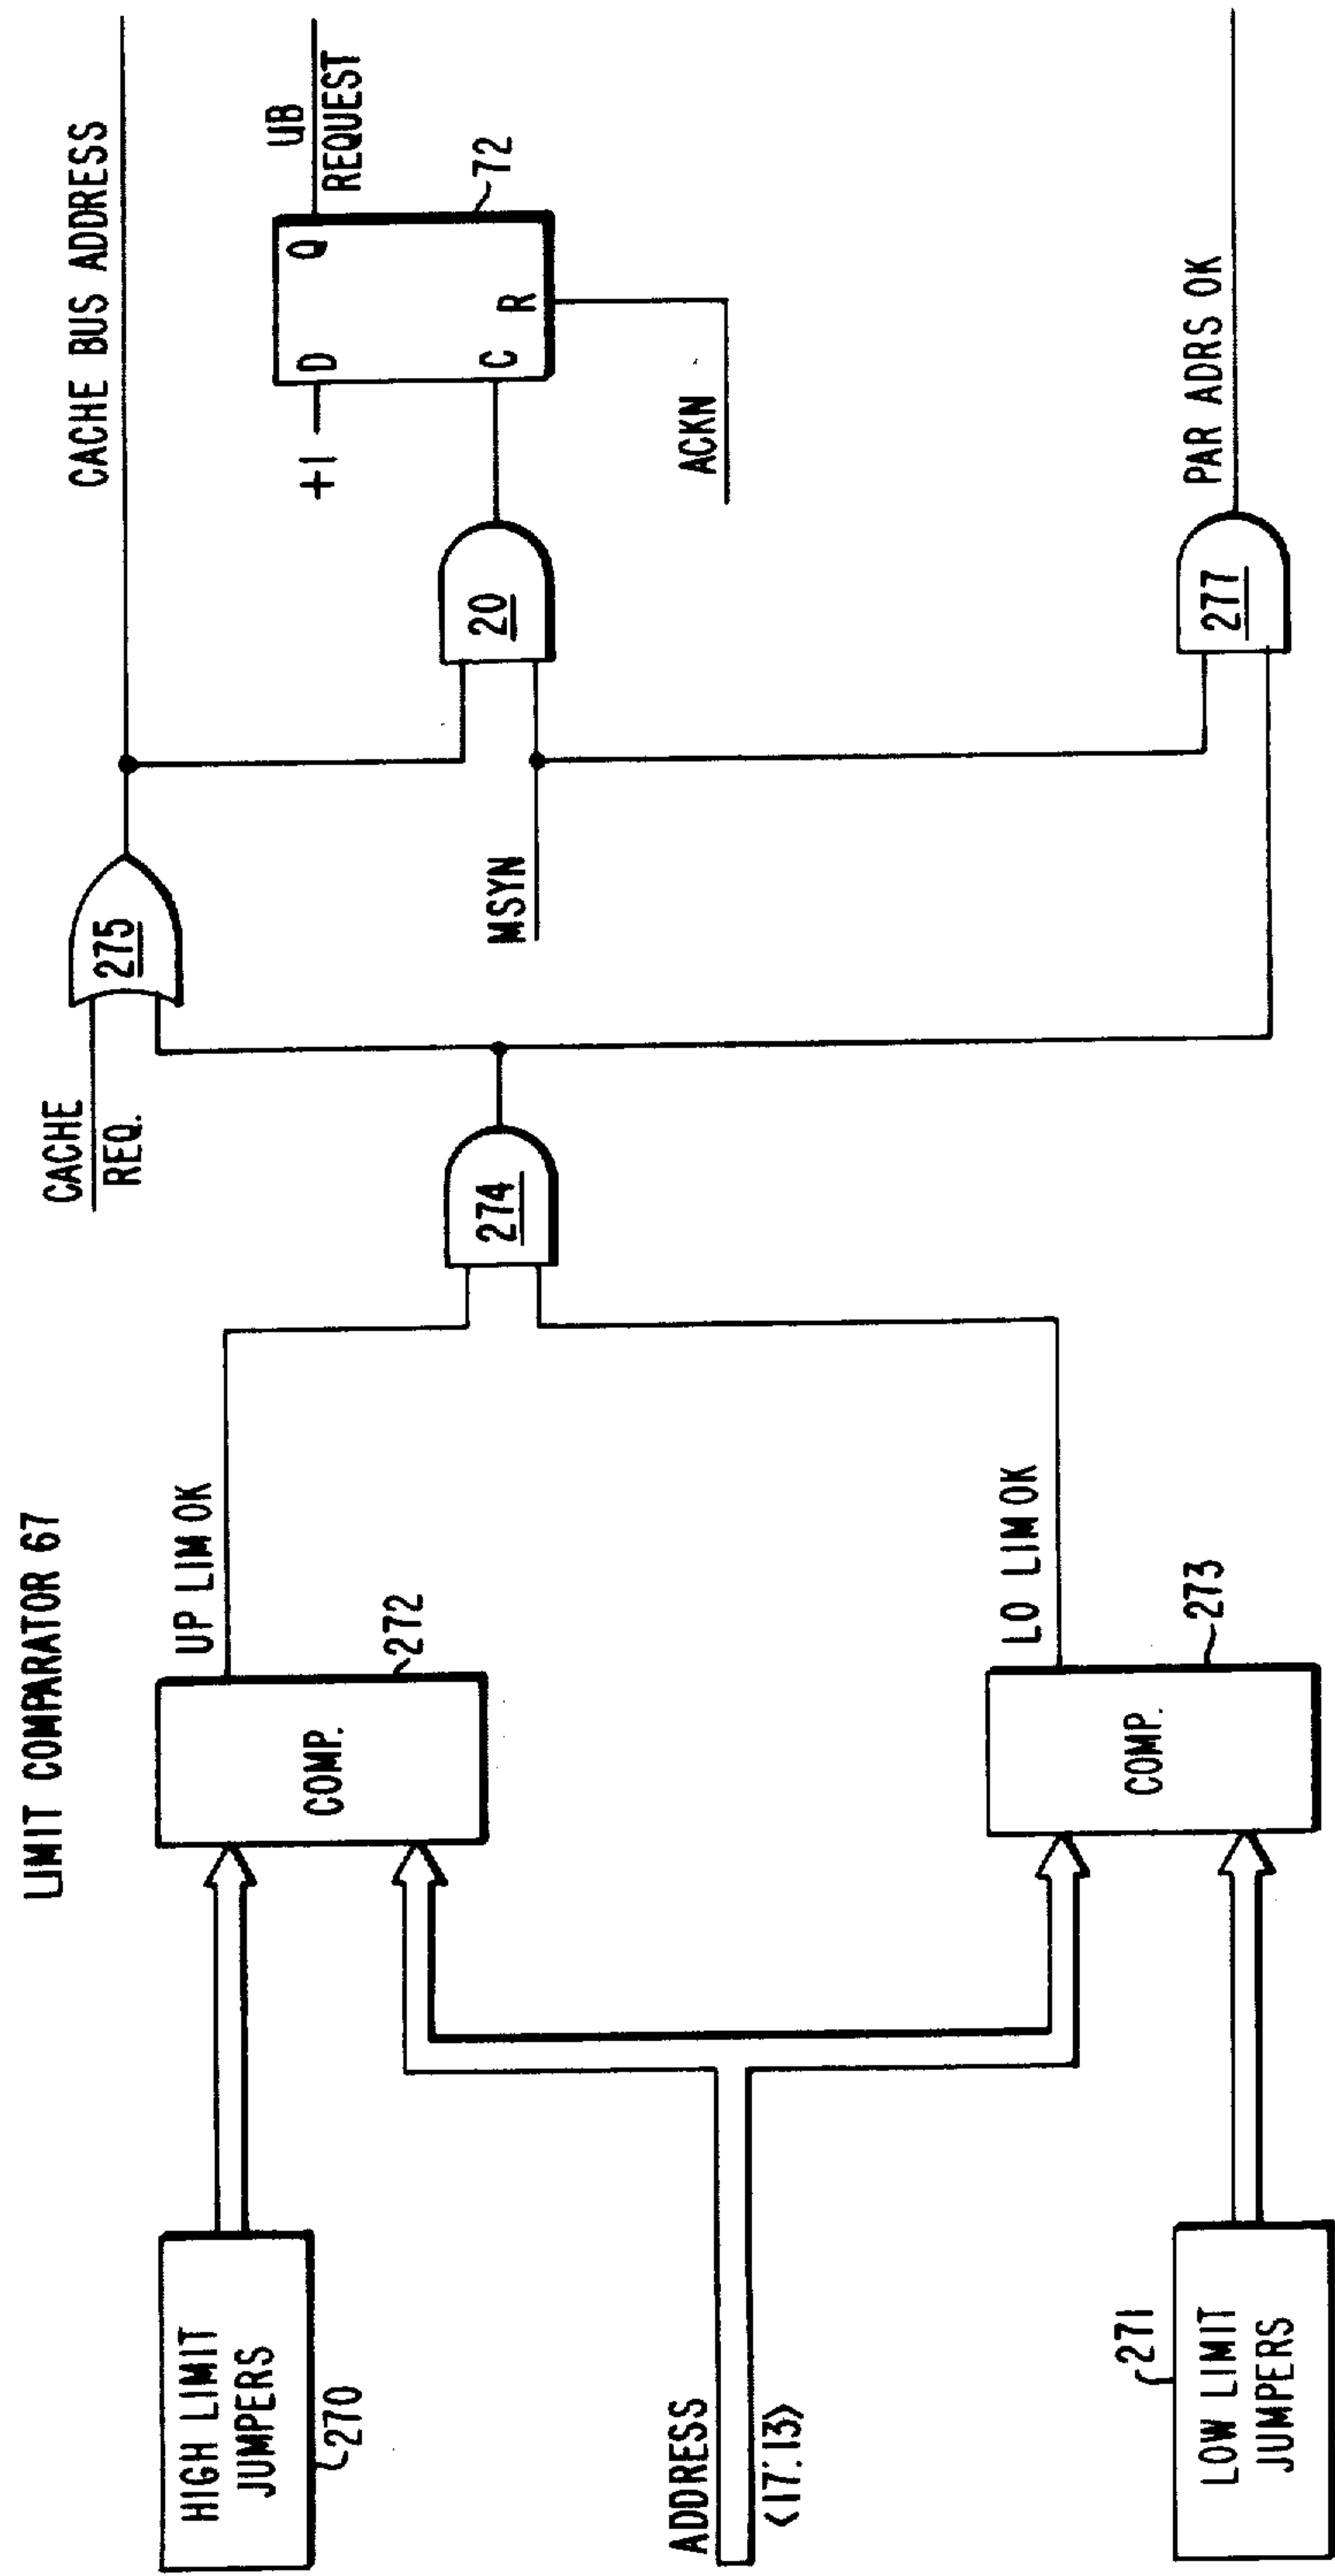 LIMIT COMPARATOR 67
HIGH LIMIT
JUMPERS
270
ADDRESS
<17:13>
271
LOW LIMIT
JUMPERS
COMP.
272
UP LIM OK
COMP.
273
LO LIM OK
274
CACHE
REQ.
275
MSYN
20
277
CACHE BUS ADDRESS
+1
D
Q
C
R
72
UB
REQUEST
ACKN
PAR ADRS OK